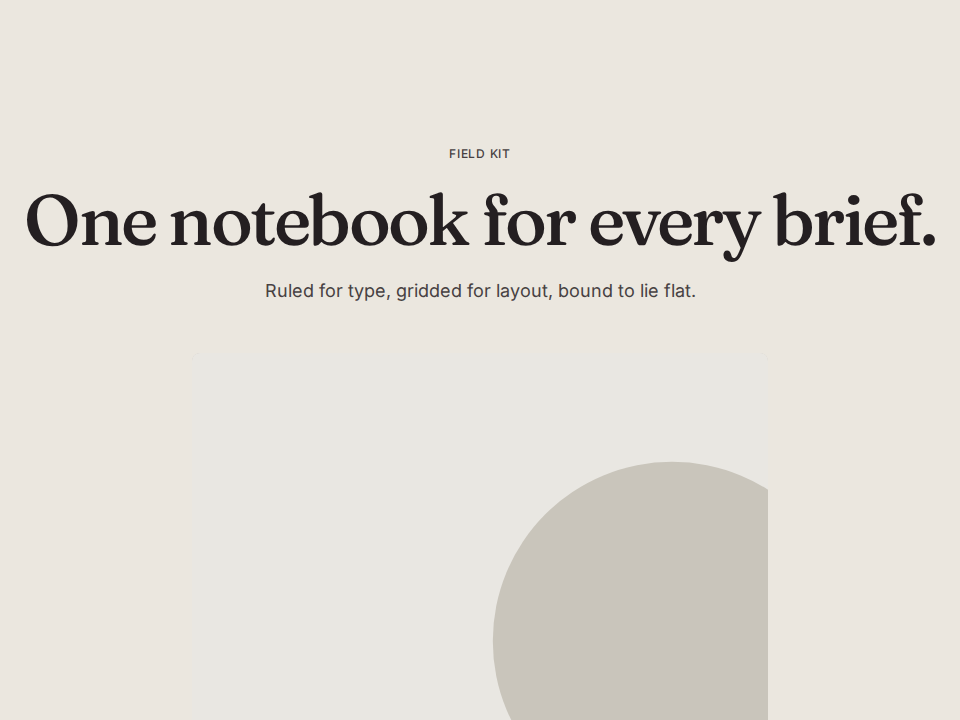 FIELD KIT
One notebook for every brief.
Ruled for type, gridded for layout, bound to lie flat.